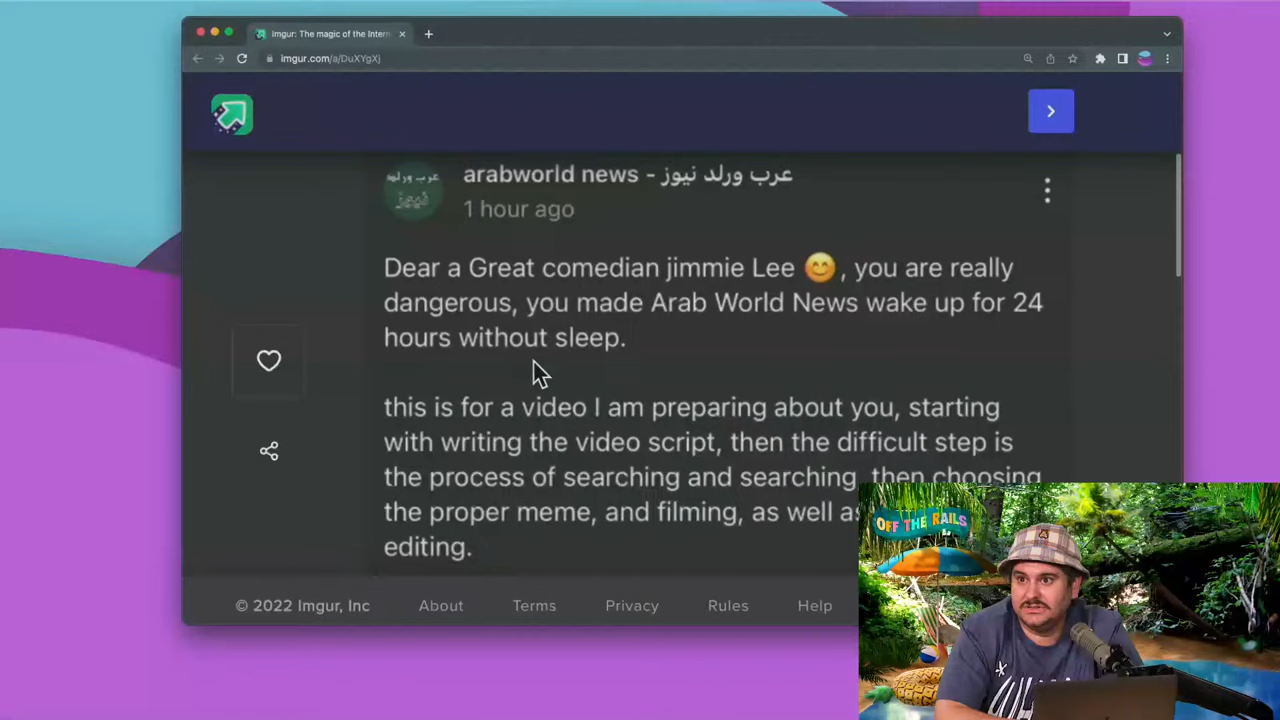 Imgur: The magic of the Intern
imgur.com/a/DuXYgXj
arabworld news - عرب ورلد نيوز
1 hour ago
Dear a Great comedian jimmie Lee 😊, you are really
dangerous, you made Arab World News wake up for 24
hours without sleep.
this is for a video I am preparing about you, starting
with writing the video script, then the difficult step is
the process of searching and searching, then choosing
the proper meme, and filming, as well as
editing.
© 2022 Imgur, Inc
About
Terms
Privacy
Rules
Help
OFF THE RAILS